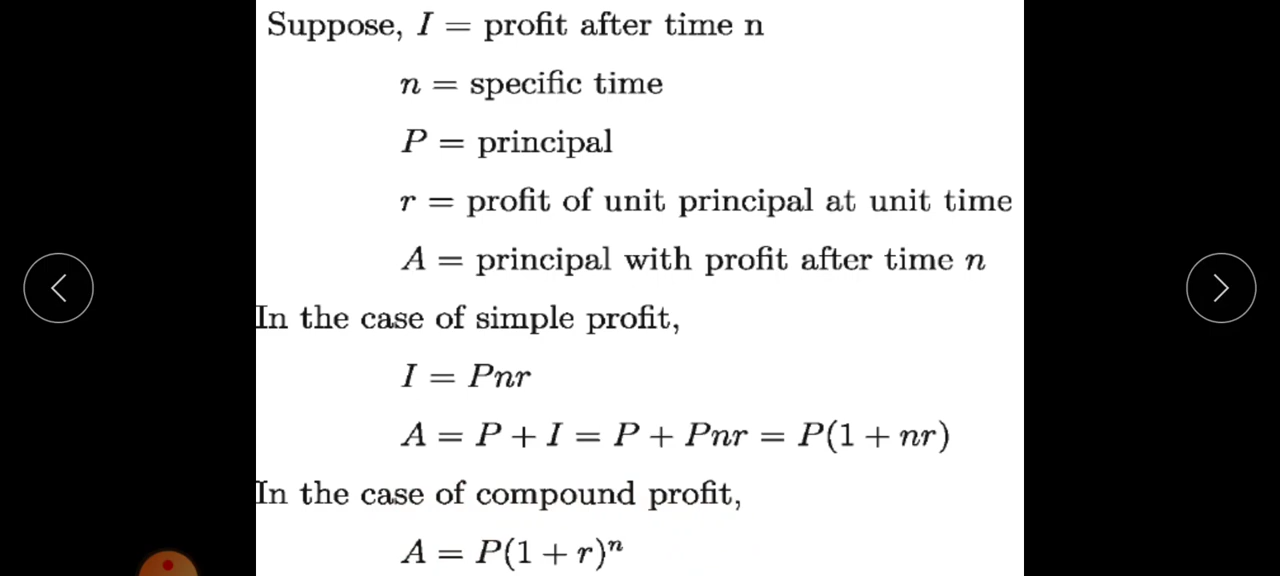 Suppose, I = profit after time n
n = specific time
P = principal
r = profit of unit principal at unit time
A = principal with profit after time n
In the case of simple profit,
I = Pnr
A = P + I = P + Pnr = P(1 + nr)
In the case of compound profit,
A = P(1 + r)ⁿ